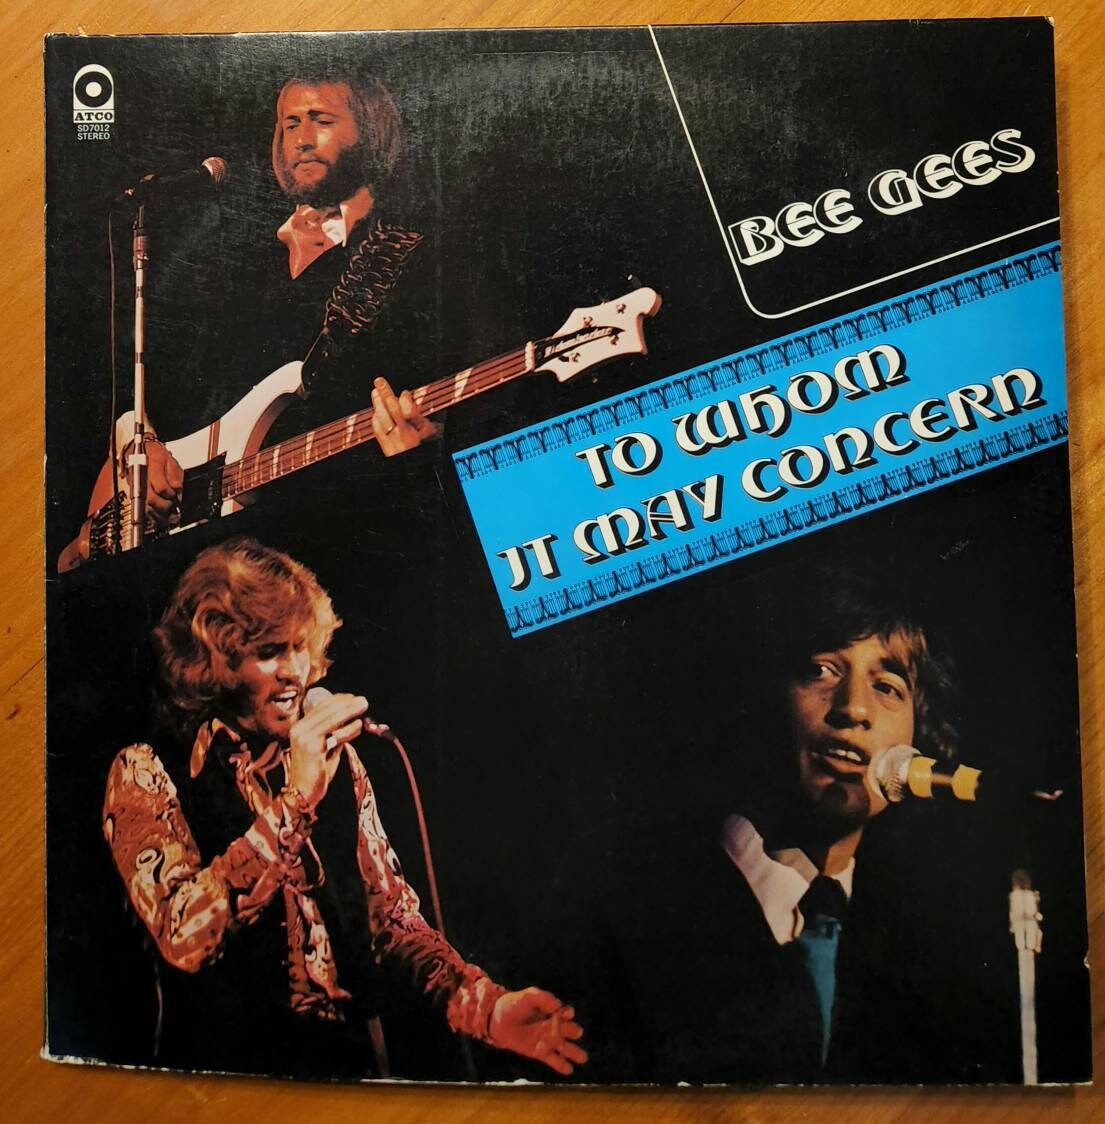 ATCO
SD7012
STEREO
BEE GEES
TO WHOM
IT MAY CONCERN